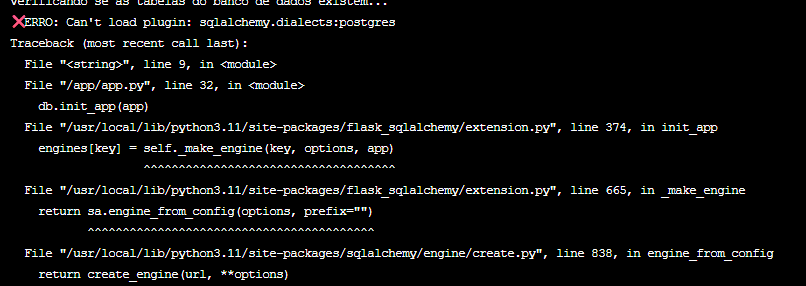 Verificando se as tabelas do banco de dados existem...
❌ERRO: Can't load plugin: sqlalchemy.dialects:postgres
Traceback (most recent call last):
  File "<string>", line 9, in <module>
  File "/app/app.py", line 32, in <module>
    db.init_app(app)
  File "/usr/local/lib/python3.11/site-packages/flask_sqlalchemy/extension.py", line 374, in init_app
    engines[key] = self._make_engine(key, options, app)
                   ^^^^^^^^^^^^^^^^^^^^^^^^^^^^^^^^^^^^
  File "/usr/local/lib/python3.11/site-packages/flask_sqlalchemy/extension.py", line 665, in _make_engine
    return sa.engine_from_config(options, prefix="")
           ^^^^^^^^^^^^^^^^^^^^^^^^^^^^^^^^^^^^^^^^^
  File "/usr/local/lib/python3.11/site-packages/sqlalchemy/engine/create.py", line 838, in engine_from_config
    return create_engine(url, **options)